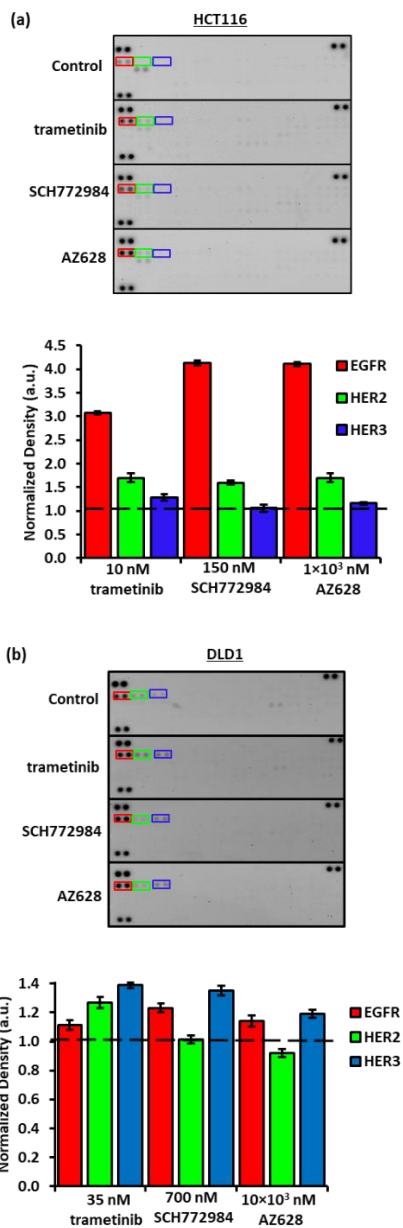 (a)
HCT116
Control
trametinib
SCH772984
AZ628
Normalized Density (a.u.)
4.5
4.0
3.5
3.0
2.5
2.0
1.5
1.0
0.5
0.0
EGFR
HER2
HER3
10 nM
trametinib
150 nM
SCH772984
1×10³ nM
AZ628
(b)
DLD1
Control
trametinib
SCH772984
AZ628
Normalized Density (a.u.)
1.4
1.2
1.0
0.8
0.6
0.4
0.2
0.0
EGFR
HER2
HER3
35 nM
trametinib
700 nM
SCH772984
10×10³ nM
AZ628